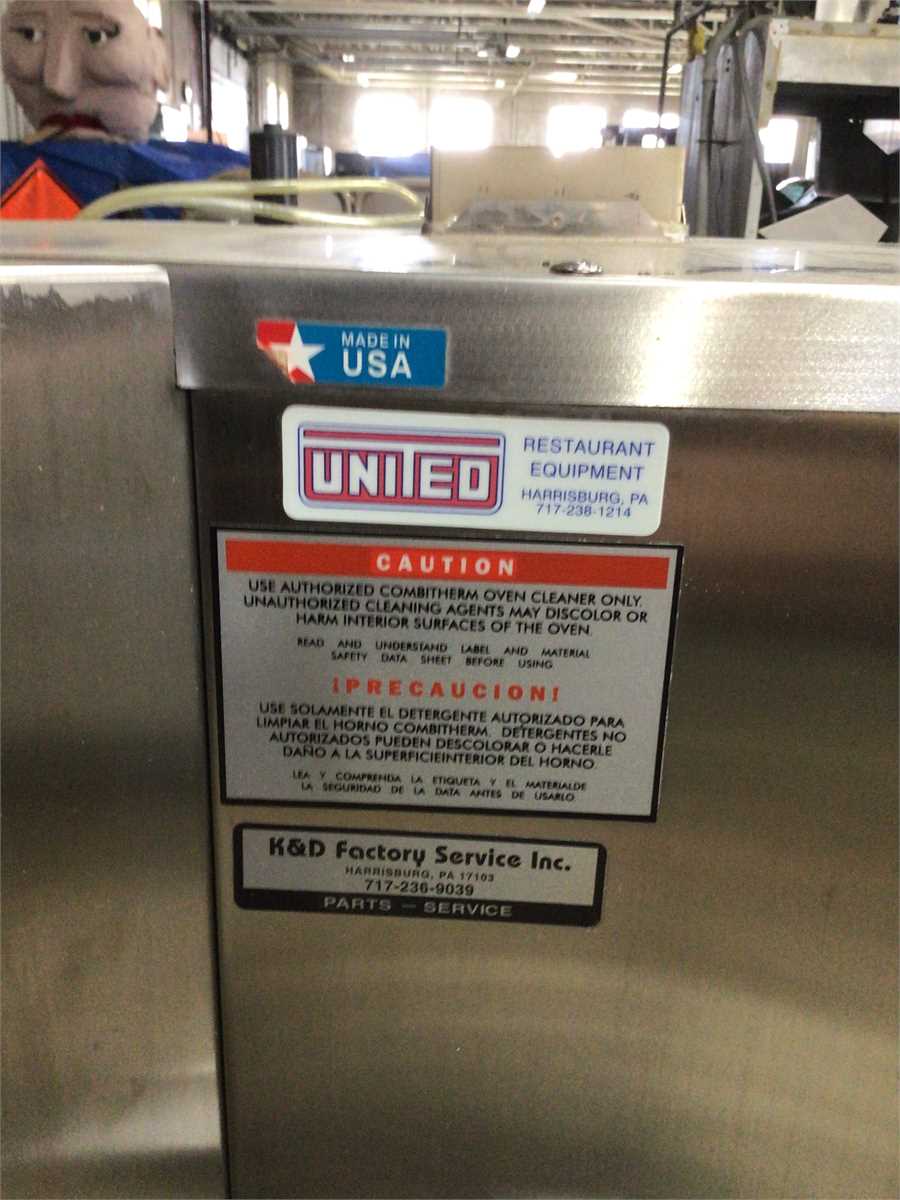 MADE IN
USA
UNITED
RESTAURANT
EQUIPMENT
HARRISBURG, PA
717-238-1214
CAUTION
USE AUTHORIZED COMBITHERM OVEN CLEANER ONLY.
UNAUTHORIZED CLEANING AGENTS MAY DISCOLOR OR
HARM INTERIOR SURFACES OF THE OVEN.
READ AND UNDERSTAND LABEL AND MATERIAL
SAFETY DATA SHEET BEFORE USING
¡PRECAUCION!
USE SOLAMENTE EL DETERGENTE AUTORIZADO PARA
LIMPIAR EL HORNO COMBITHERM. DETERGENTES NO
AUTORIZADOS PUEDEN DESCOLORAR O HACERLE
DAÑO A LA SUPERFICIEINTERIOR DEL HORNO.
LEA Y COMPRENDA LA ETIQUETA Y EL MATERIALDE
LA SEGURIDAD DE LA DATA ANTES DE USARLO
K&D Factory Service Inc.
HARRISBURG, PA 17103
717-236-9039
PARTS - SERVICE